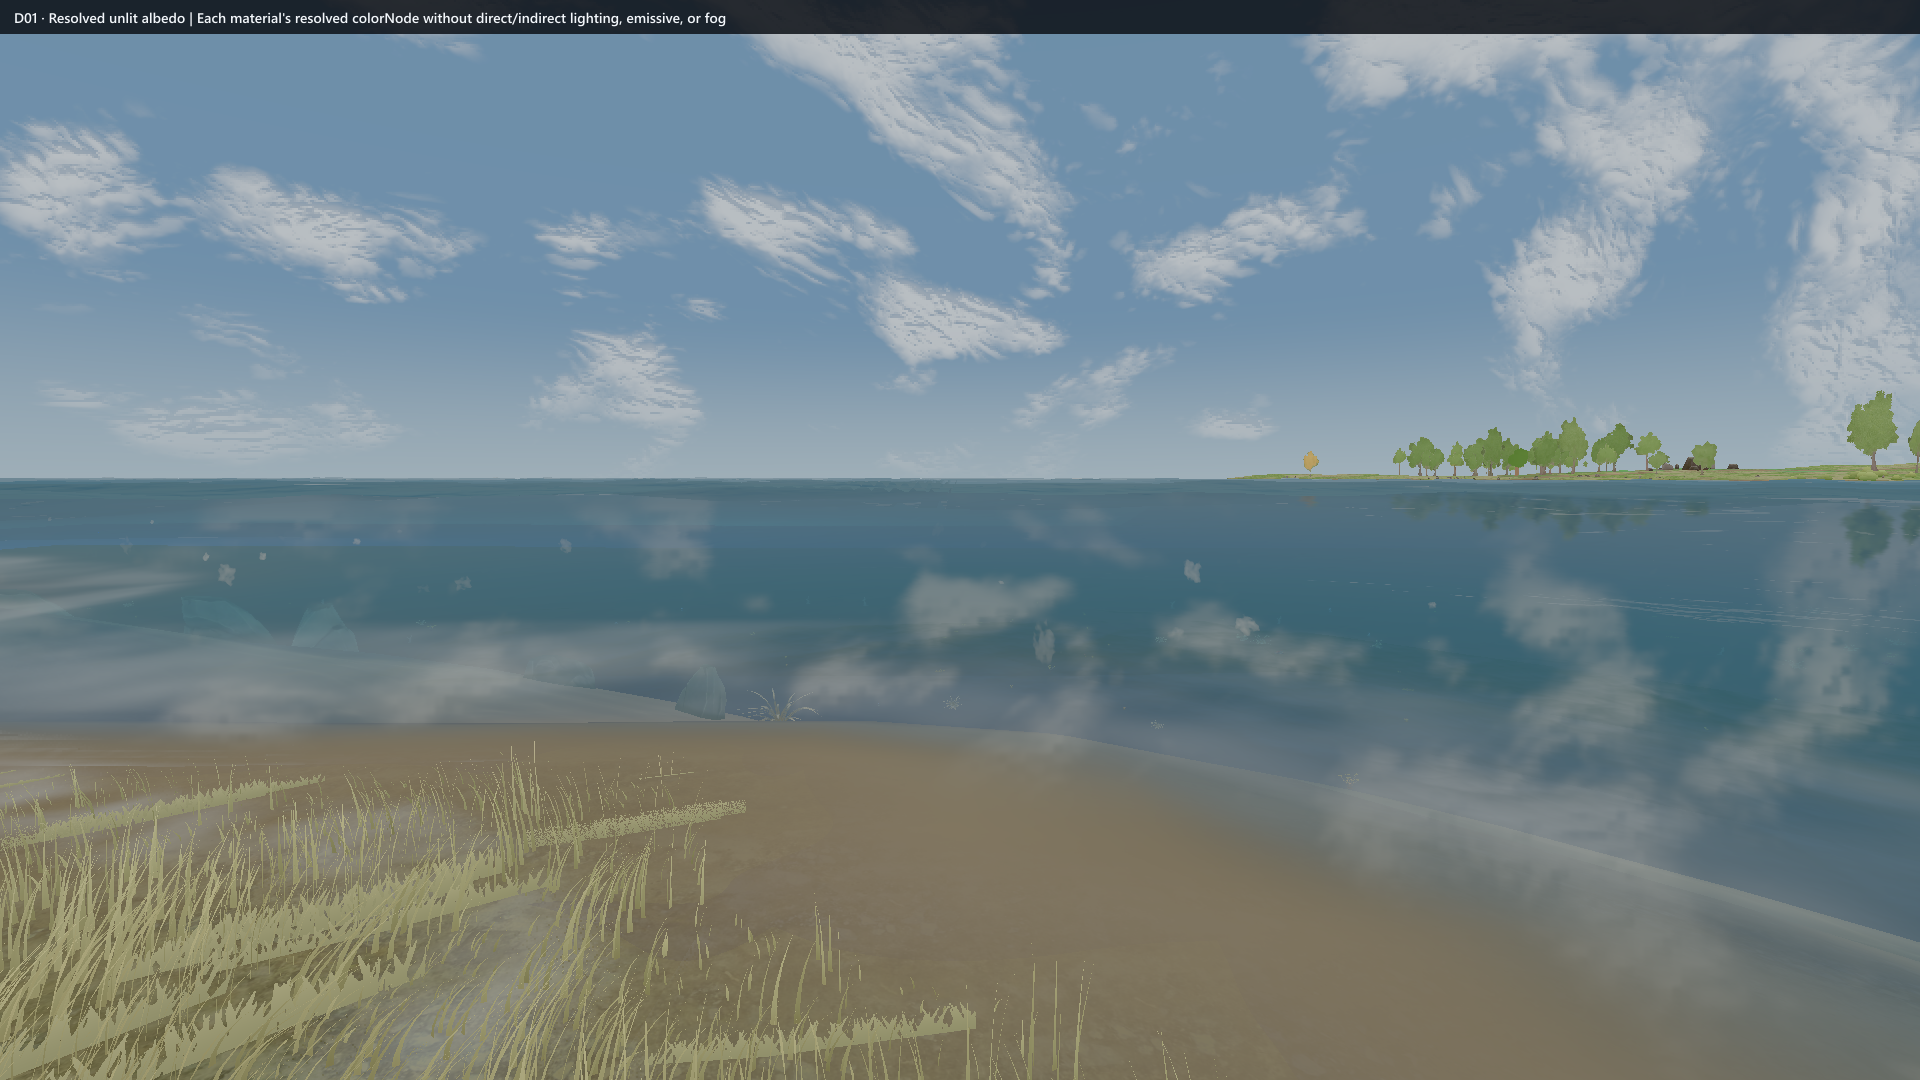 D01 · Resolved unlit albedo | Each material's resolved colorNode without direct/indirect lighting, emissive, or fog